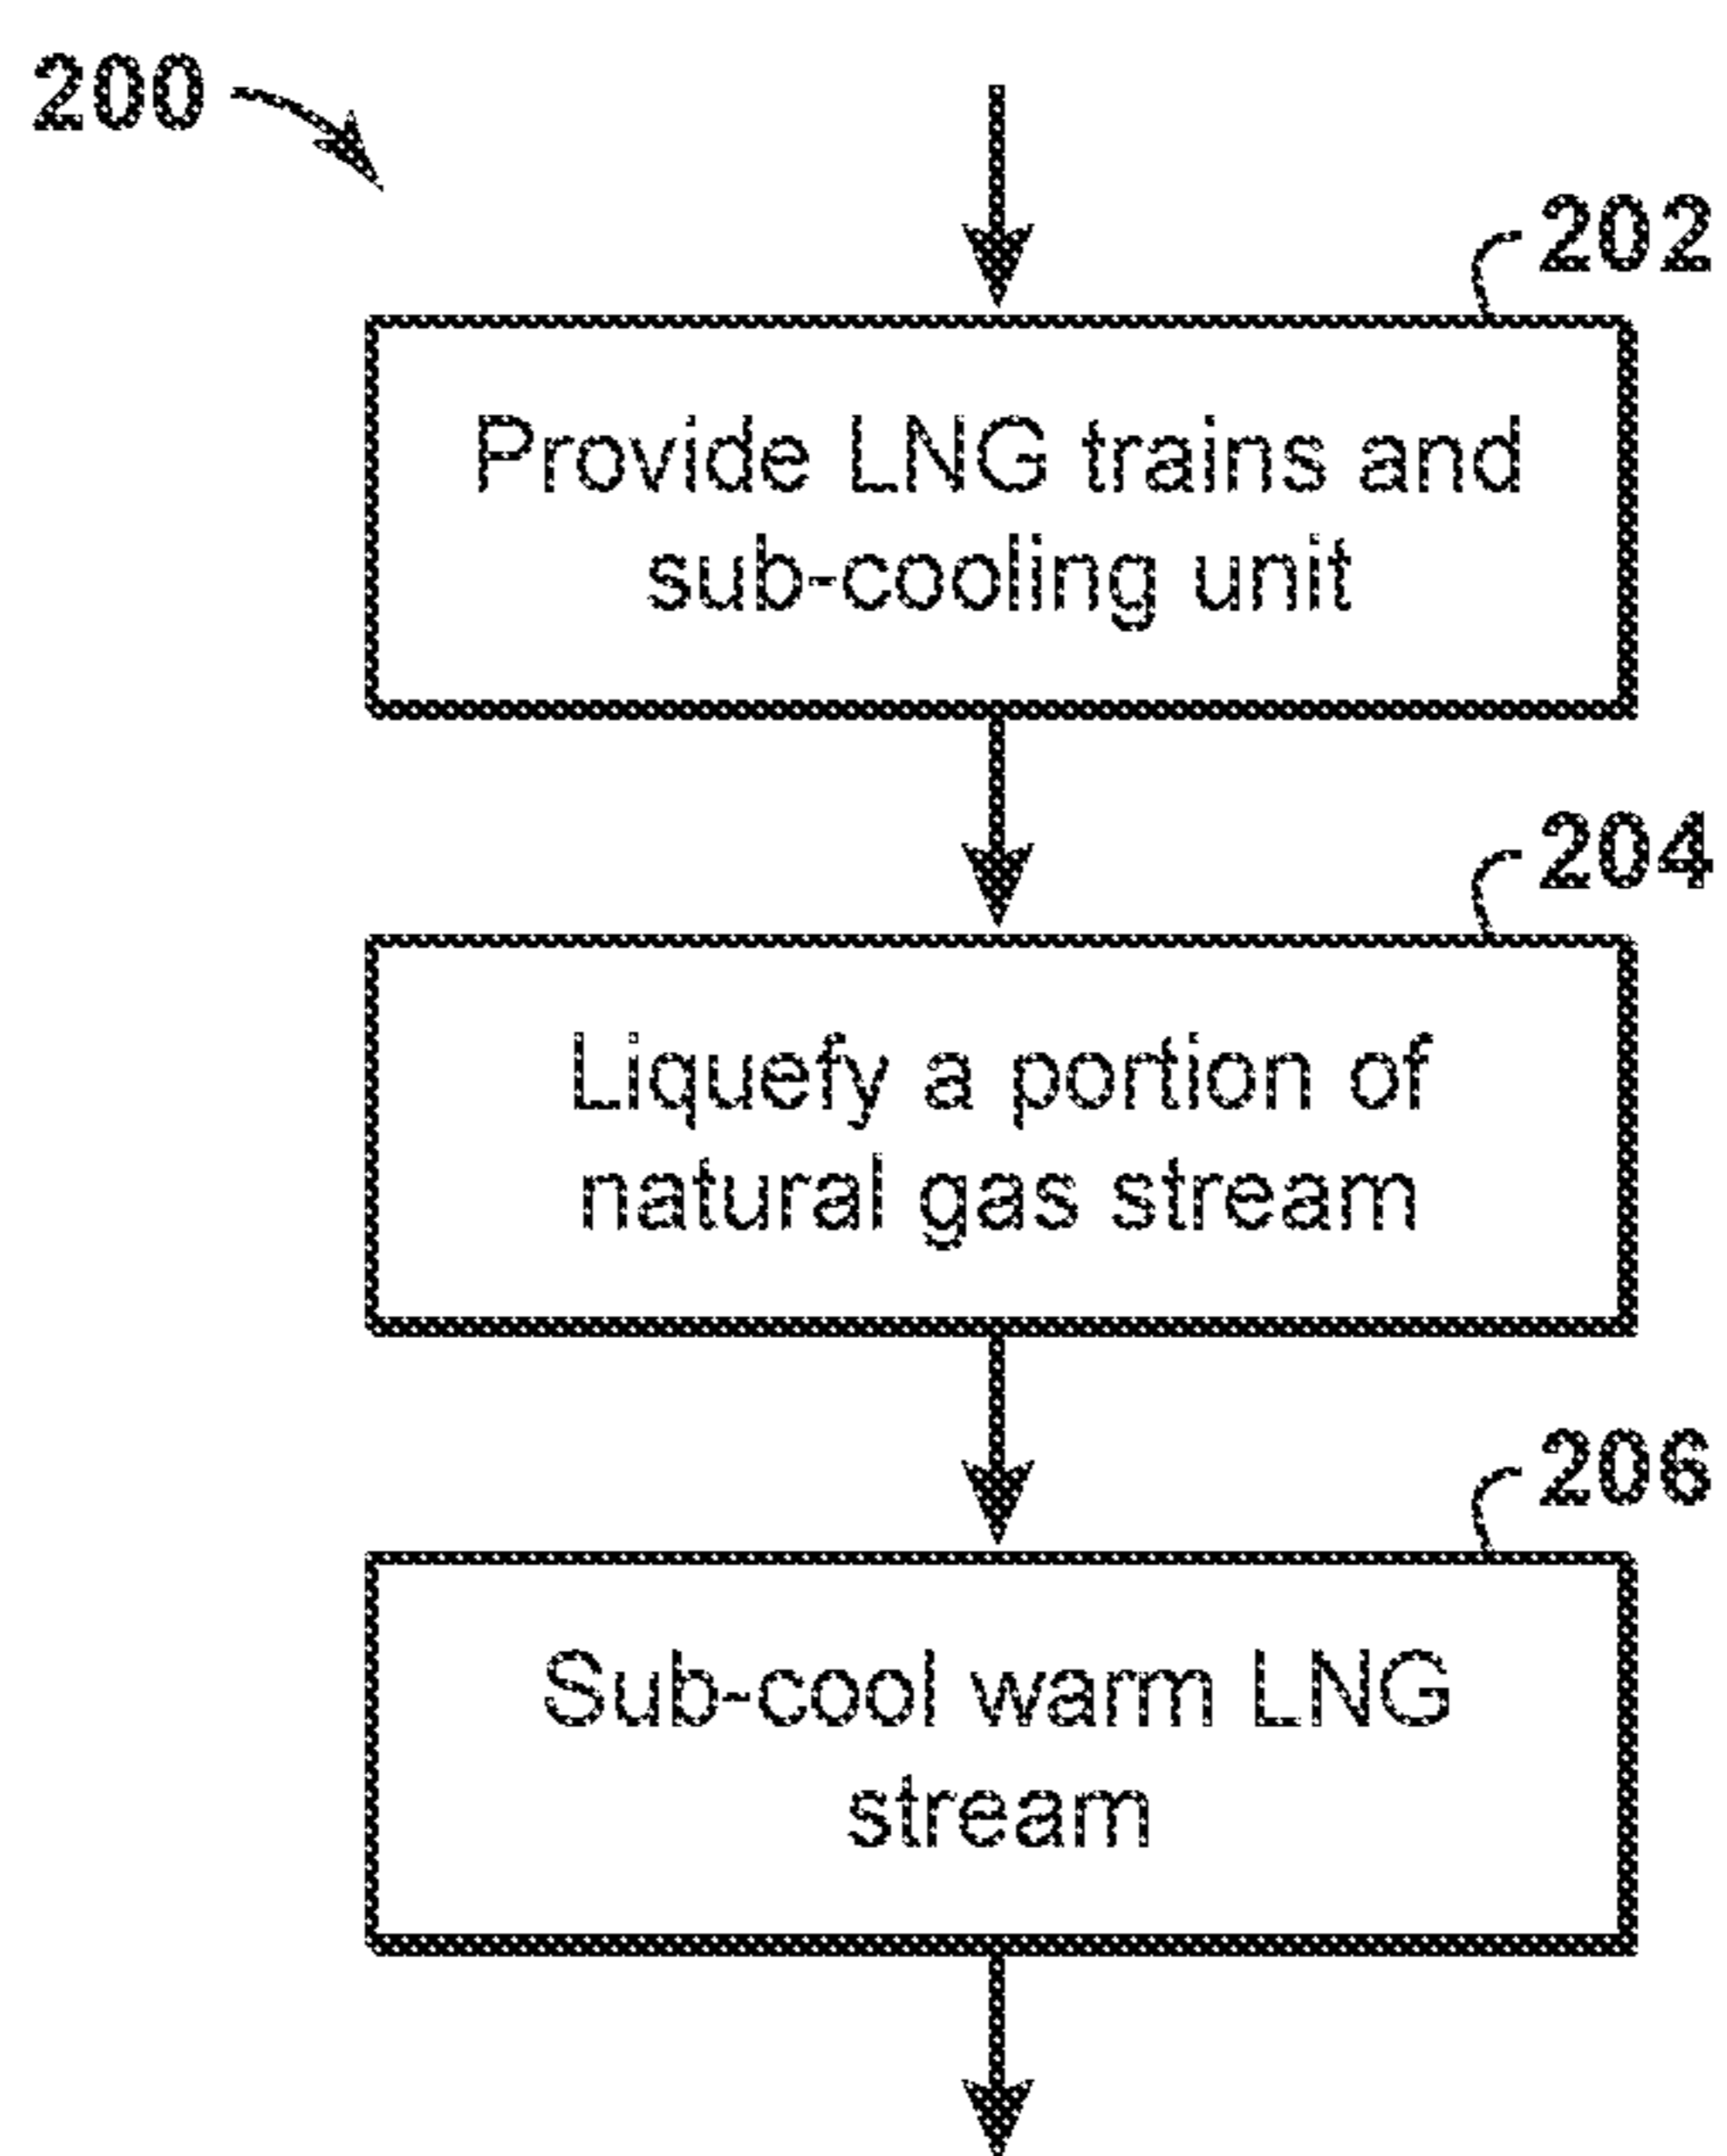 200
202
Provide LNG trains and
sub-cooling unit
204
Liquefy a portion of
natural gas stream
206
Sub-cool warm LNG
stream